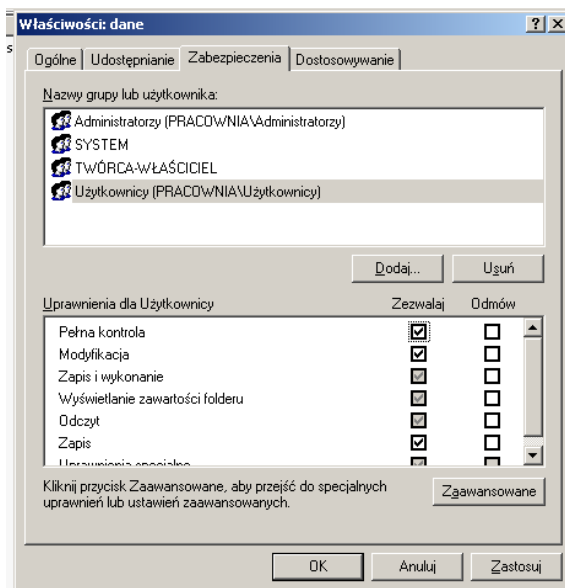 Właściwości: dane
Ogólne Udostępnianie Zabezpieczenia Dostosowywanie
Nazwy grupy lub użytkownika:
Administratorzy (PRACOWNIA\Administratorzy)
SYSTEM
TWÓRCA-WŁAŚCICIEL
Użytkownicy (PRACOWNIA\Użytkownicy)
Dodaj... Usuń
Uprawnienia dla Użytkownicy Zezwalaj Odmów
Pełna kontrola
Modyfikacja
Zapis i wykonanie
Wyświetlanie zawartości folderu
Odczyt
Zapis
Uprawnienia specjalne
Kliknij przycisk Zaawansowane, aby przejść do specjalnych
uprawnień lub ustawień zaawansowanych.
Zaawansowane
OK Anuluj Zastosuj